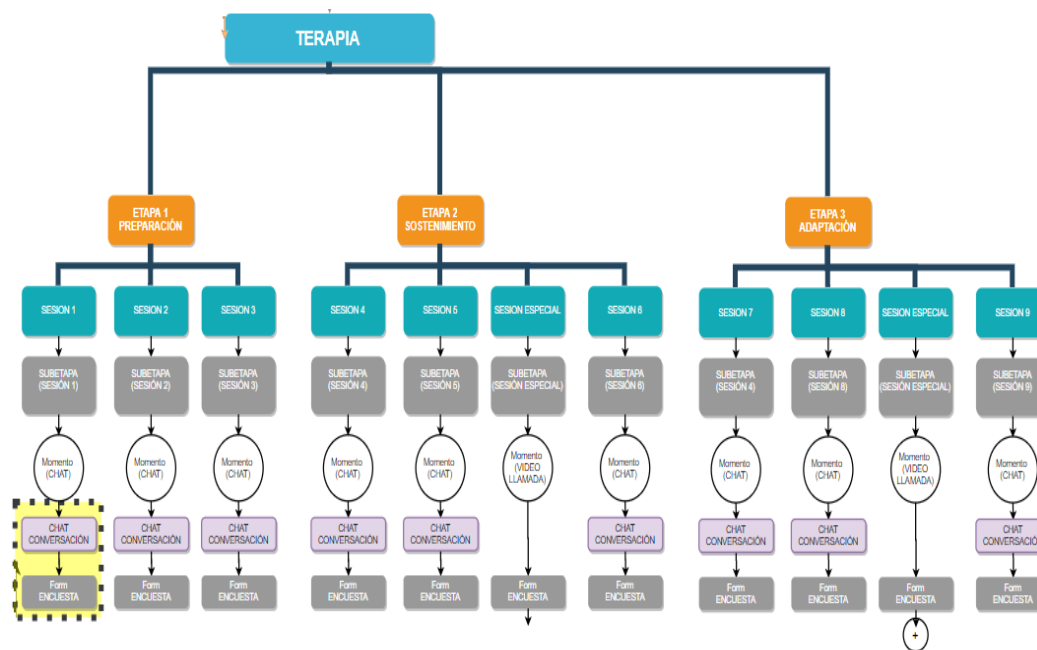 TERAPIA
ETAPA 1
PREPARACIÓN
ETAPA 2
SOSTENIMIENTO
ETAPA 3
ADAPTACIÓN
SESION 1
SESION 2
SESION 3
SESION 4
SESION 5
SESION ESPECIAL
SESION 6
SESION 7
SESION 8
SESION ESPECIAL
SESION 9
SUBETAPA
(SESIÓN 1)
SUBETAPA
(SESIÓN 2)
SUBETAPA
(SESIÓN 3)
SUBETAPA
(SESIÓN 4)
SUBETAPA
(SESIÓN 5)
SUBETAPA
(SESIÓN ESPECIAL)
SUBETAPA
(SESIÓN 6)
SUBETAPA
(SESIÓN 4)
SUBETAPA
(SESIÓN 8)
SUBETAPA
(SESIÓN ESPECIAL)
SUBETAPA
(SESIÓN 9)
Momento
(CHAT)
Momento
(CHAT)
Momento
(CHAT)
Momento
(CHAT)
Momento
(CHAT)
Momento
(VIDEO
LLAMADA)
Momento
(CHAT)
Momento
(CHAT)
Momento
(CHAT)
Momento
(VIDEO
LLAMADA)
Momento
(CHAT)
CHAT
CONVERSACIÓN
CHAT
CONVERSACIÓN
CHAT
CONVERSACIÓN
CHAT
CONVERSACIÓN
CHAT
CONVERSACIÓN
CHAT
CONVERSACIÓN
CHAT
CONVERSACIÓN
CHAT
CONVERSACIÓN
CHAT
CONVERSACIÓN
Form
ENCUESTA
Form
ENCUESTA
Form
ENCUESTA
Form
ENCUESTA
Form
ENCUESTA
Form
ENCUESTA
Form
ENCUESTA
Form
ENCUESTA
Form
ENCUESTA
Form
ENCUESTA
Form
ENCUESTA
+